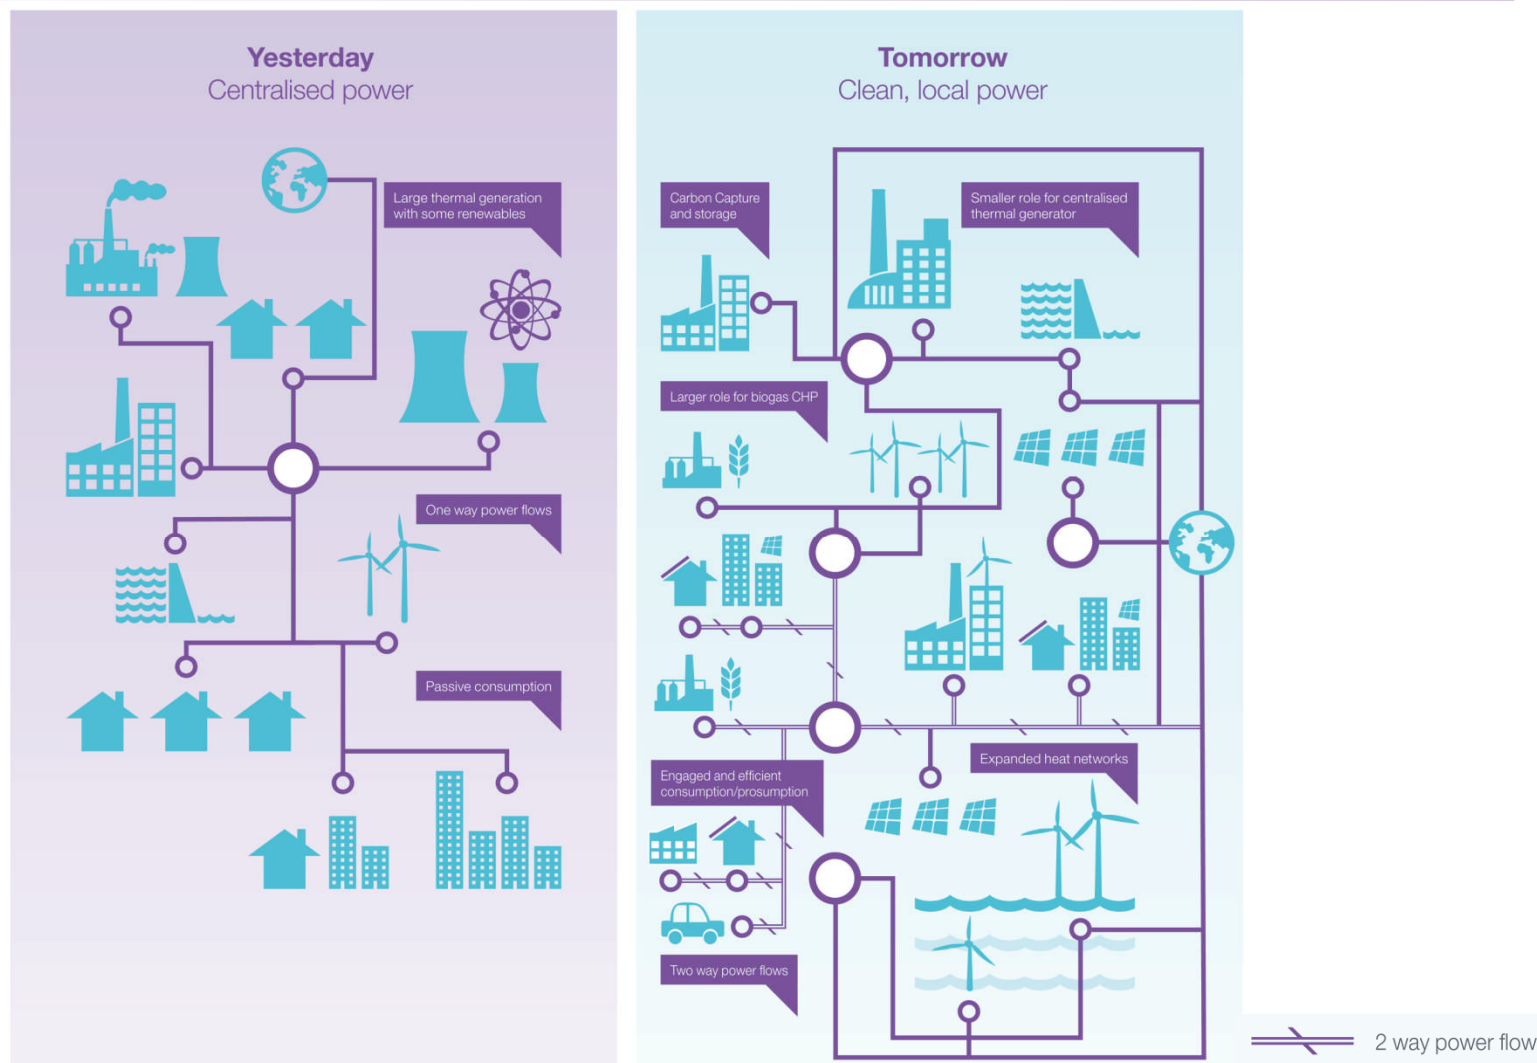 Yesterday
Centralised power
Large thermal generation
with some renewables
One way power flows
Passive consumption
Tomorrow
Clean, local power
Carbon Capture
and storage
Smaller role for centralised
thermal generator
Larger role for biogas CHP
Expanded heat networks
Engaged and efficient
consumption/prosumption
Two way power flows
2 way power flow